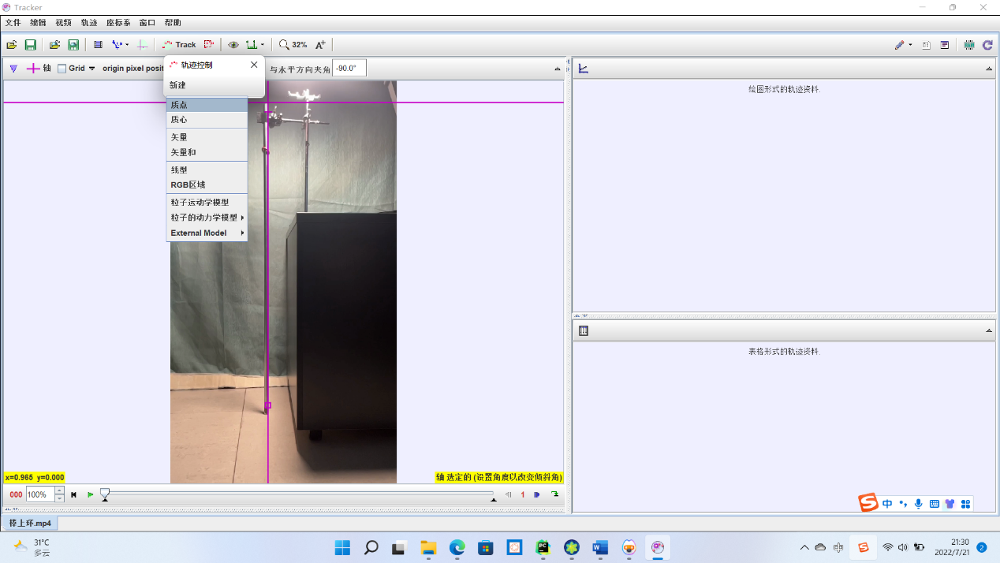 Tracker
文件 编辑 视频 轨迹 坐标系 窗口 帮助
Track 32% A
轴 Grid origin pixel posit 与水平方向夹角 -90.0°
轨迹控制
新建
质点
质心
矢量
矢量和
线型
RGB区域
粒子运动学模型
粒子的动力学模型
External Model
绘图形式的轨迹资料.
表格形式的轨迹资料.
x=0.965 y=0.000
轴 选定的 (设置角度以改变倾斜角)
000 100% 1
棒上环.mp4
中
31°C
多云
PC
W
中
21:30
2022/7/21
2